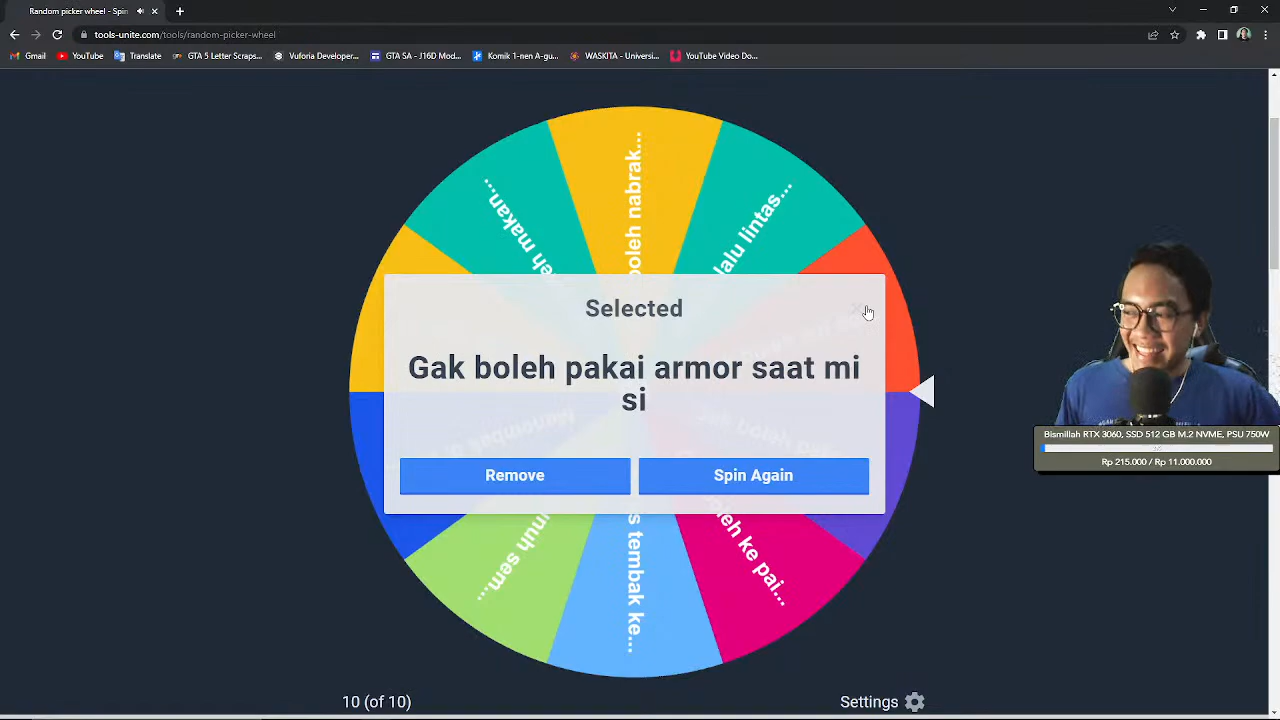 Random picker wheel - Spin
tools-unite.com/tools/random-picker-wheel
Gmail
YouTube
Translate
GTA 5 Letter Scraps...
Vuforia Developer...
GTA SA - J16D Mod...
Komik 1-nen A-gu...
WASKITA - Universi...
YouTube Video Do...
eh makan...
boleh nabrak...
lalu lintas...
Selected
Gak boleh pakai armor saat mi
si
Remove
Spin Again
nuh sem...
s tembak ke...
oleh ke pai...
Bismillah RTX 3060, SSD 512 GB M.2 NVME, PSU 750W
Rp 215.000 / Rp 11.000.000
10 (of 10)
Settings